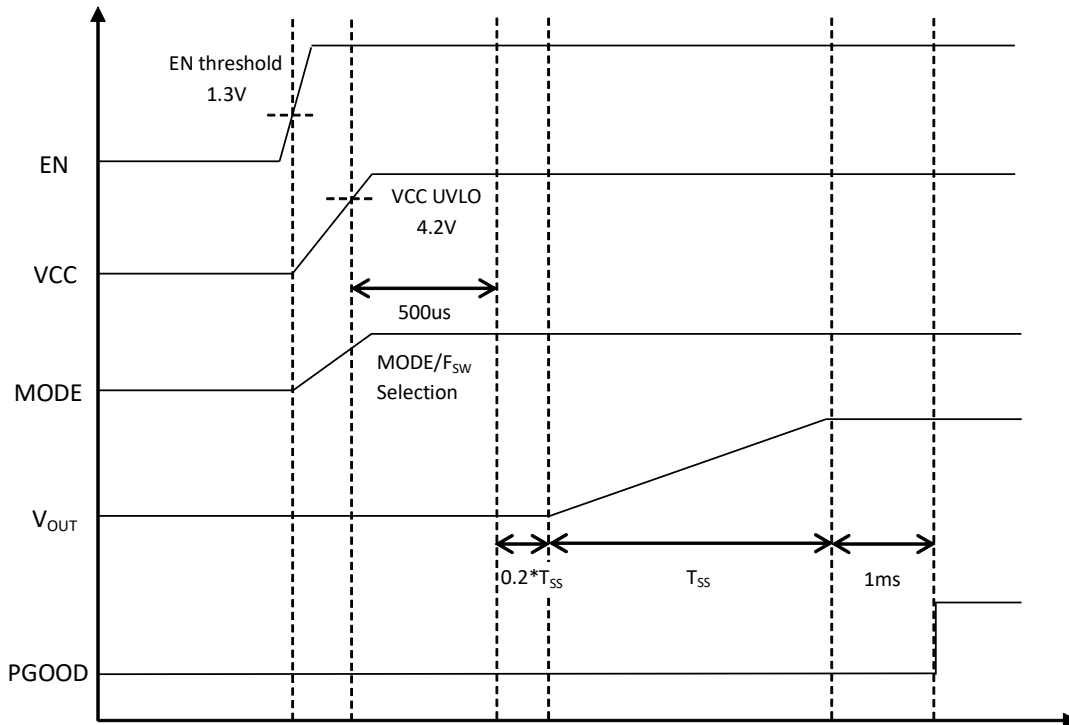 EN threshold
1.3V
EN
VCC UVLO
4.2V
VCC
500us
MODE/FSW
Selection
MODE
VOUT
0.2*TSS
TSS
1ms
PGOOD